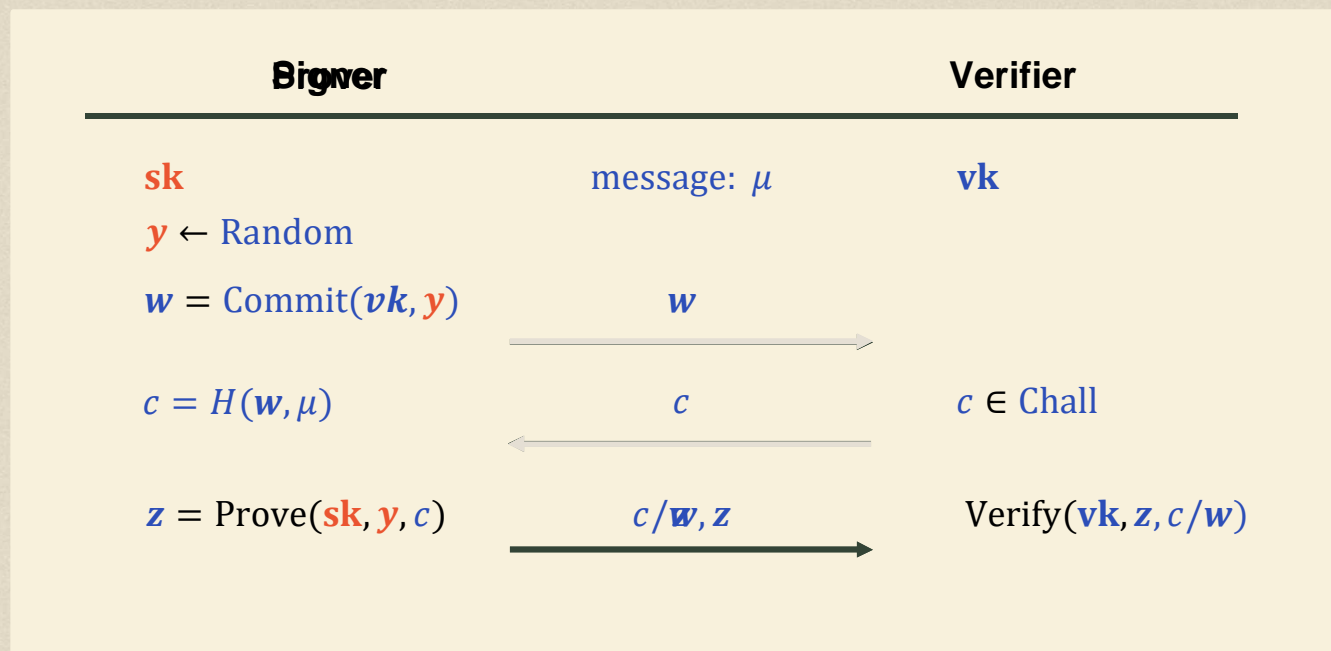 Verifier
sk message: μ vk
y ← Random
w = Commit(vk, y) w
c = H(w, μ) c c ∈ Chall
z = Prove(sk, y, c) c/w, z Verify(vk, z, c/w)